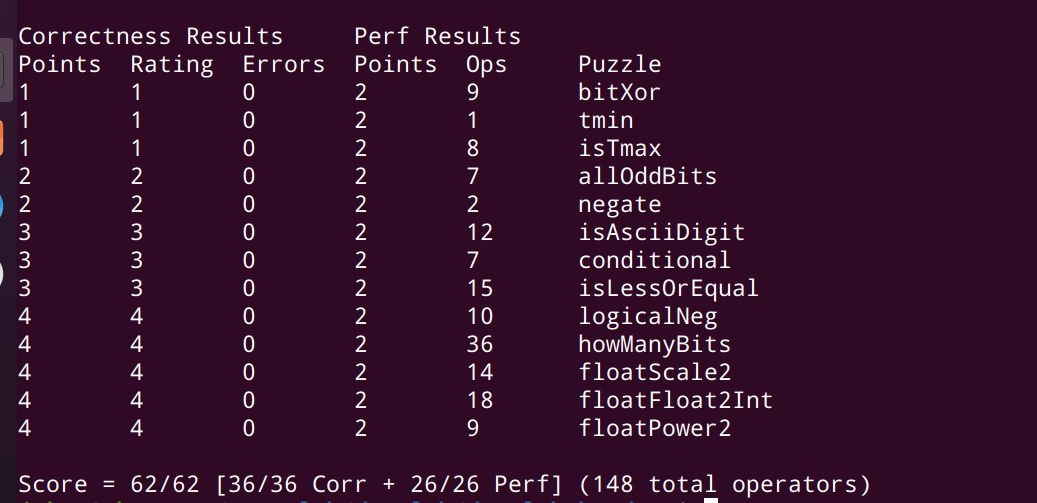 Correctness Results     Perf Results
Points  Rating  Errors  Points  Ops     Puzzle
1       1       0       2       9       bitXor
1       1       0       2       1       tmin
1       1       0       2       8       isTmax
2       2       0       2       7       allOddBits
2       2       0       2       2       negate
3       3       0       2       12      isAsciiDigit
3       3       0       2       7       conditional
3       3       0       2       15      isLessOrEqual
4       4       0       2       10      logicalNeg
4       4       0       2       36      howManyBits
4       4       0       2       14      floatScale2
4       4       0       2       18      floatFloat2Int
4       4       0       2       9       floatPower2
Score = 62/62 [36/36 Corr + 26/26 Perf] (148 total operators)